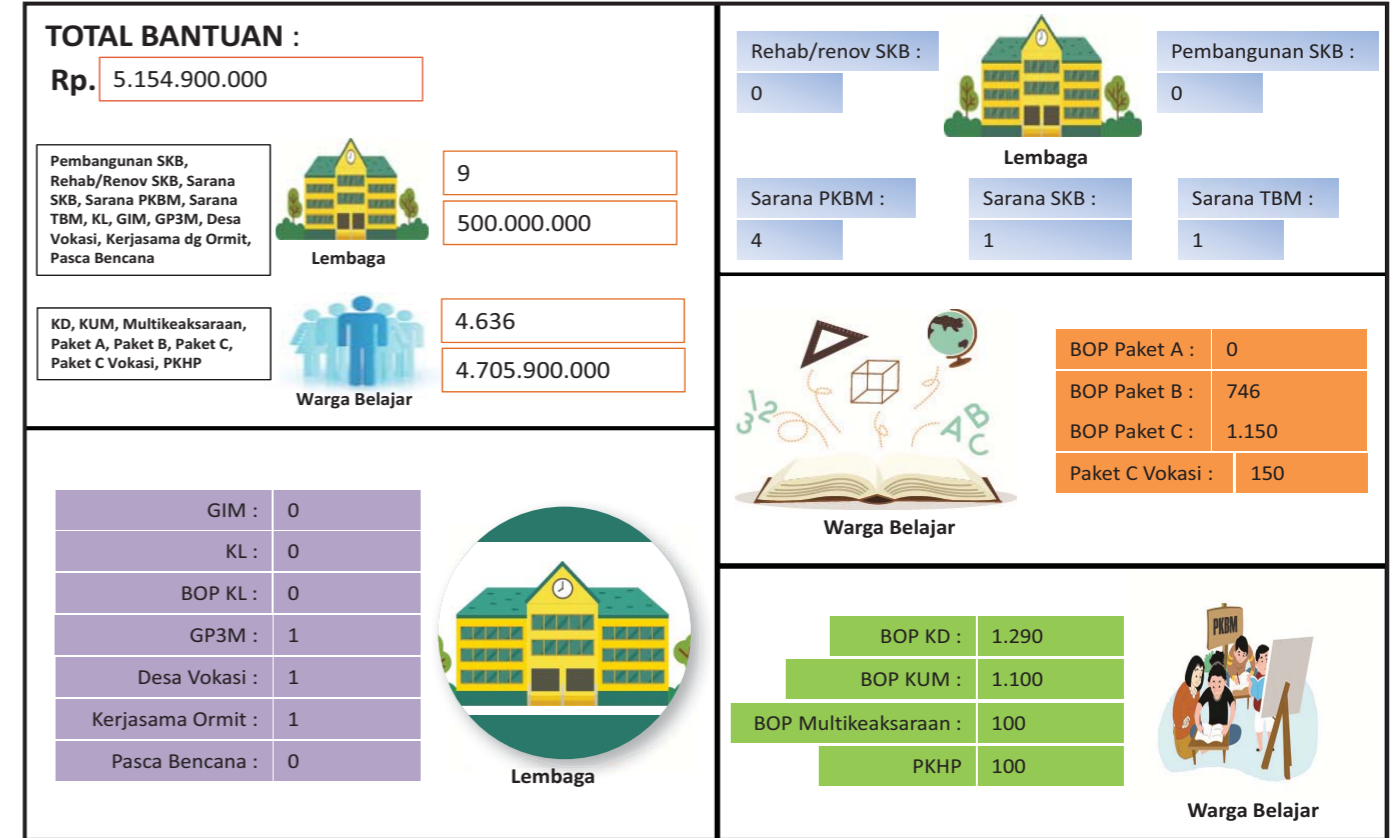 TOTAL BANTUAN :
Rp. 5.154.900.000
Pembangunan SKB,
Rehab/Renov SKB, Sarana
SKB, Sarana PKBM, Sarana
TBM, KL, GIM, GP3M, Desa
Vokasi, Kerjasama dg Ormit,
Pasca Bencana
Lembaga
9
500.000.000
KD, KUM, Multikeaksaraan,
Paket A, Paket B, Paket C,
Paket C Vokasi, PKHP
Warga Belajar
4.636
4.705.900.000
Rehab/renov SKB :
0
Pembangunan SKB :
0
Lembaga
Sarana PKBM :
4
Sarana SKB :
1
Sarana TBM :
1
1 2
3
A B
C
Warga Belajar
BOP Paket A : 0
BOP Paket B : 746
BOP Paket C : 1.150
Paket C Vokasi : 150
GIM : 0
KL : 0
BOP KL : 0
GP3M : 1
Desa Vokasi : 1
Kerjasama Ormit : 1
Pasca Bencana : 0
Lembaga
BOP KD : 1.290
BOP KUM : 1.100
BOP Multikeaksaraan : 100
PKHP 100
PKBM
Warga Belajar